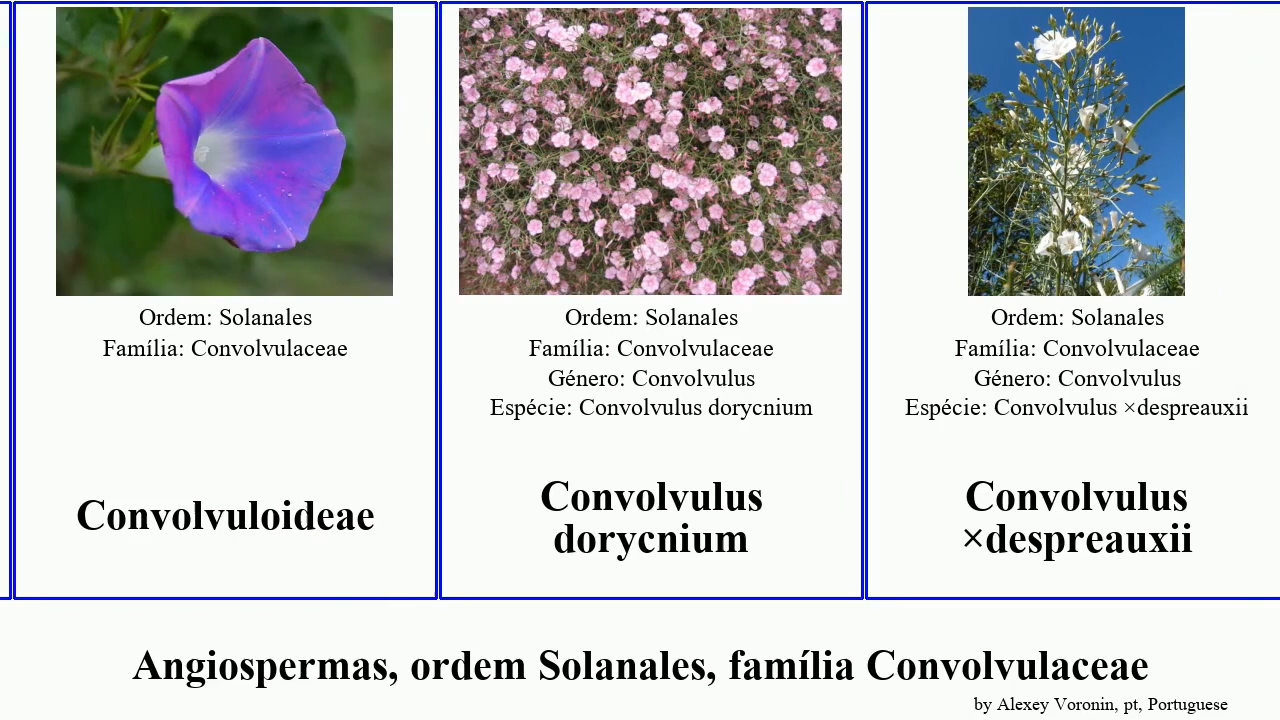 Ordem: Solanales
Família: Convolvulaceae
Convolvuloideae
Ordem: Solanales
Família: Convolvulaceae
Género: Convolvulus
Espécie: Convolvulus dorycnium
Convolvulus
dorycnium
Ordem: Solanales
Família: Convolvulaceae
Género: Convolvulus
Espécie: Convolvulus ×despreauxii
Convolvulus
×despreauxii
Angiospermas, ordem Solanales, família Convolvulaceae
by Alexey Voronin, pt, Portuguese